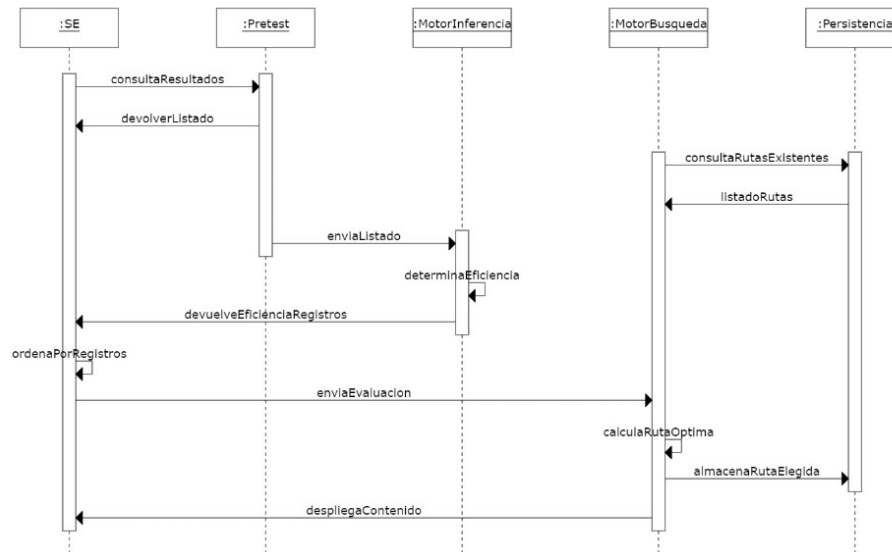 :SE
:Pretest
:MotorInferencia
:MotorBusqueda
:Persistencia
consultaResultados
devolverListado
consultaRutasExistentes
listadoRutas
enviaListado
determinaEficiencia
devuelveEficienciaRegistros
ordenaPorRegistros
enviaEvaluacion
calculaRutaOptima
almacenaRutaElegida
despliegaContenido